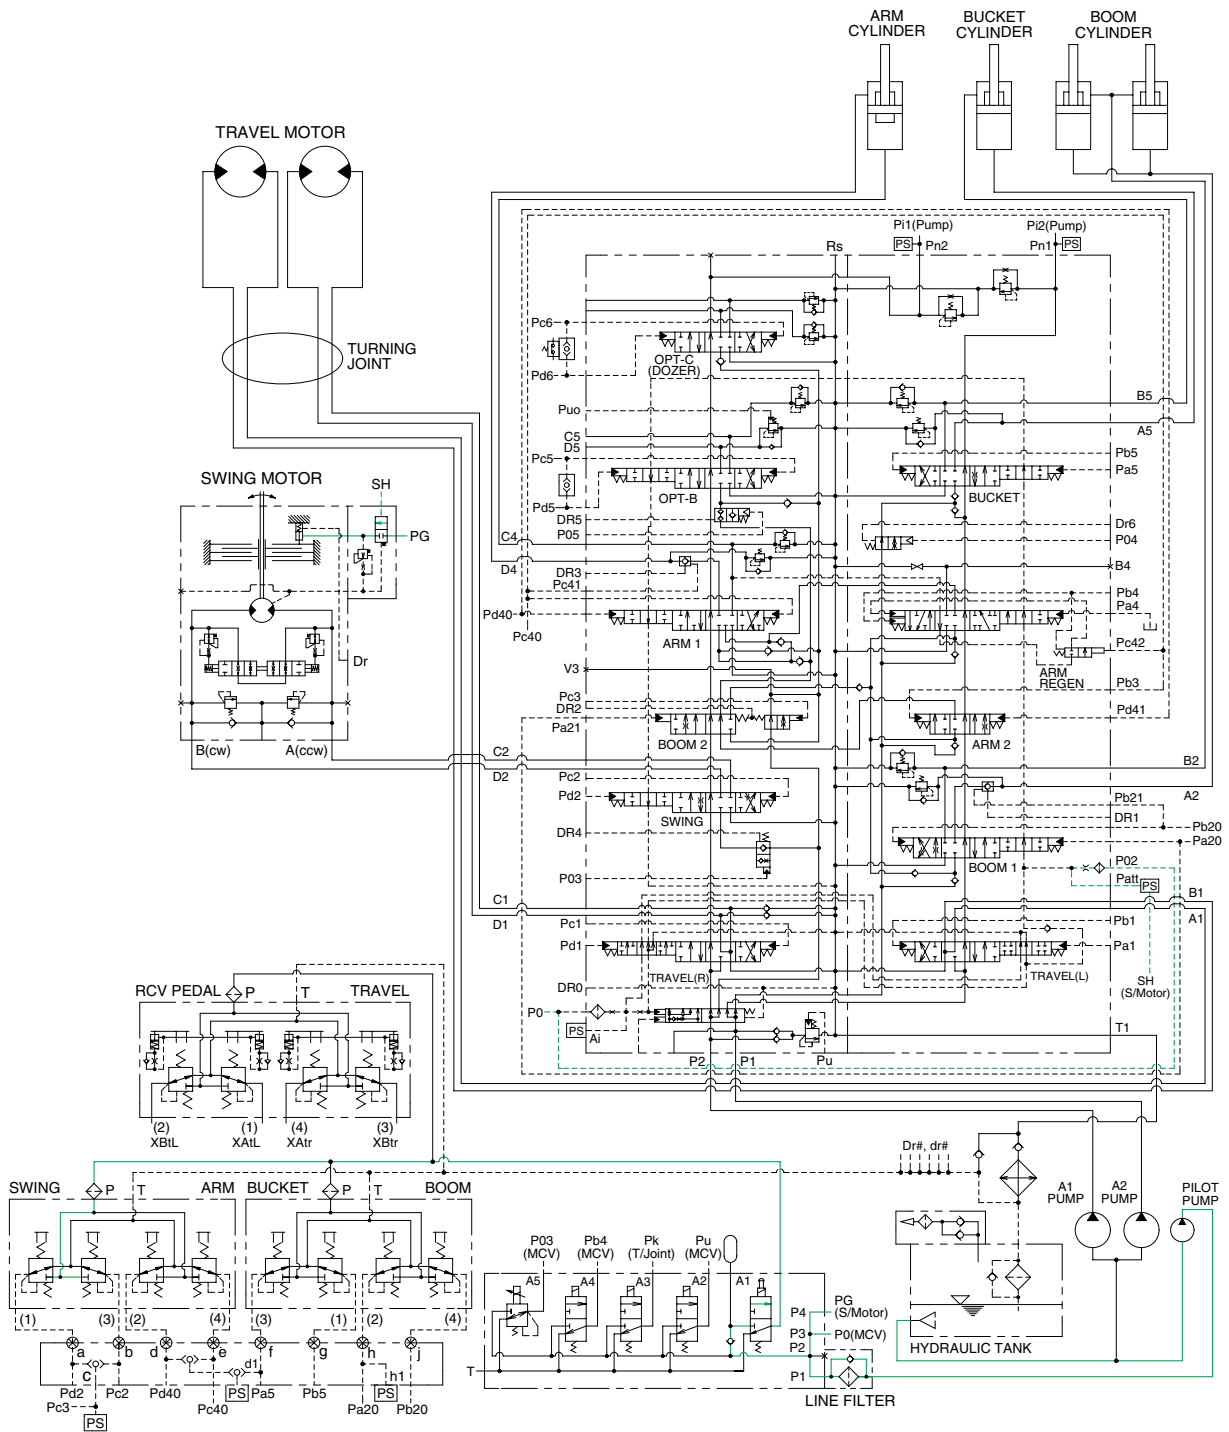 ARM
CYLINDER
BUCKET
CYLINDER
BOOM
CYLINDER
TRAVEL MOTOR
TURNING
JOINT
Pi1(Pump)
Pi2(Pump)
PS
Pn2
Rs
Pn1
PS
Pc6
OPT-C
(DOZER)
Pd6
B5
Puo
C5
D5
A5
Pc5
Pb5
Pa5
Pd5
OPT-B
BUCKET
SWING MOTOR
SH
PG
DR5
P05
Dr6
P04
C4
D4
DR3
Pc41
B4
Pb4
Pa4
Pd40
Pc40
ARM 1
Pc42
ARM
REGEN
Dr
V3
Pc3
DR2
Pa21
Pb3
Pd41
BOOM 2
ARM 2
B(cw)
A(ccw)
C2
D2
B2
Pc2
Pd2
A2
Pb21
DR1
SWING
DR4
Pb20
Pa20
BOOM 1
P02
P03
Patt
PS
C1
D1
B1
A1
Pc1
Pd1
Pb1
Pa1
TRAVEL(R)
TRAVEL(L)
DR0
SH
(S/Motor)
P0
PS
Ai
P2
P1
Pu
T1
RCV PEDAL
P
T
TRAVEL
(2)
XBtL
(1)
XAtL
(4)
XAtr
(3)
XBtr
Dr#, dr#
A1
PUMP
A2
PUMP
PILOT
PUMP
SWING
P
T
ARM
BUCKET
P
T
BOOM
(1)
(3)
(2)
(4)
(3)
(1)
(2)
(4)
a
b
d
e
f
g
h
j
c
d1
h1
Pd2
Pc2
Pd40
PS
Pa5
Pb5
PS
Pc3
PS
Pc40
Pa20
Pb20
P03
(MCV)
Pb4
(MCV)
Pk
(T/Joint)
Pu
(MCV)
A5
A4
A3
A2
A1
T
P4
PG
(S/Motor)
P3
P0(MCV)
P2
P1
LINE FILTER
HYDRAULIC TANK